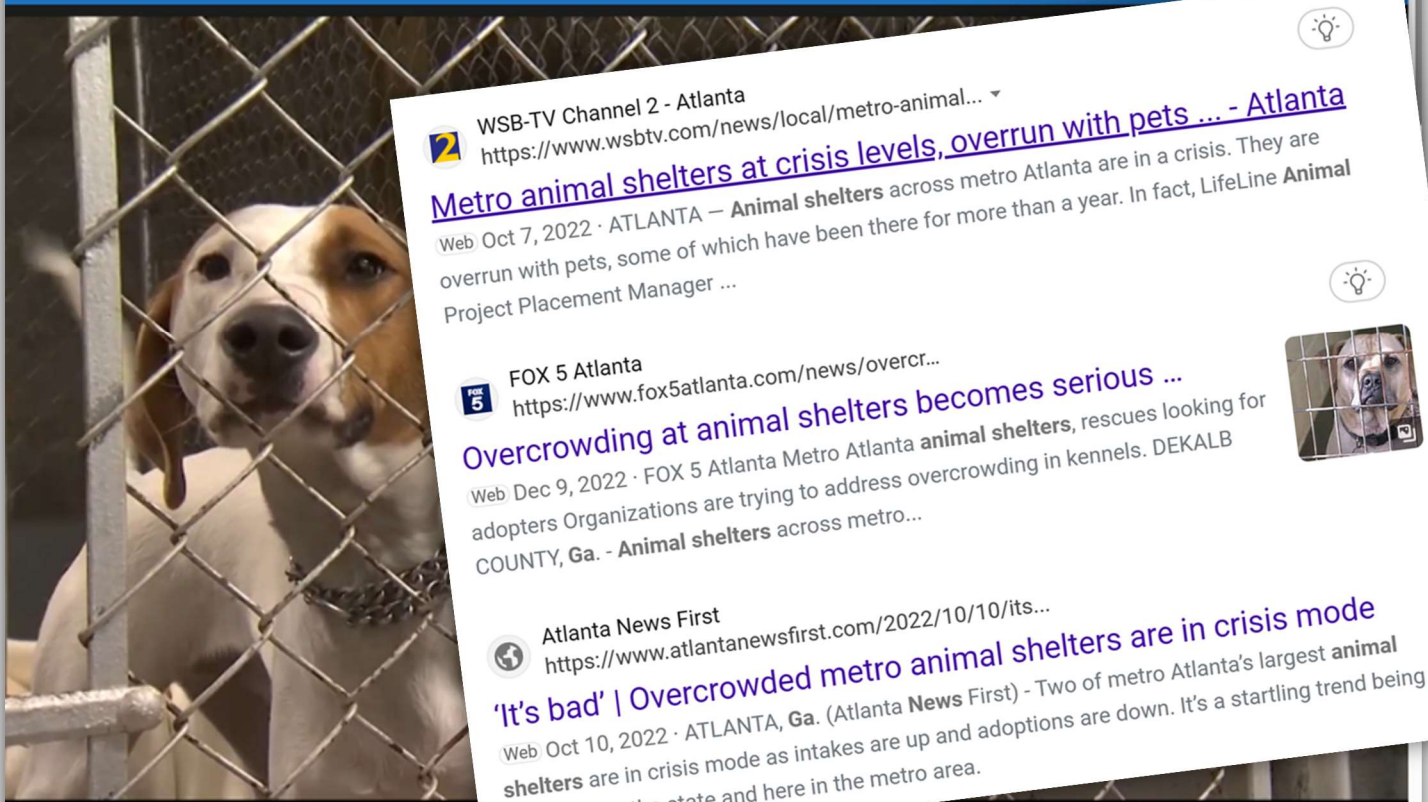 WSB-TV Channel 2 - Atlanta
2
https://www.wsbtv.com/news/local/metro-animal...
Metro animal shelters at crisis levels, overrun with pets ... - Atlanta
Web Oct 7, 2022 · ATLANTA — Animal shelters across metro Atlanta are in a crisis. They are
overrun with pets, some of which have been there for more than a year. In fact, LifeLine Animal
Project Placement Manager ...
FOX 5 Atlanta
FOX 5
https://www.fox5atlanta.com/news/overcr...
Overcrowding at animal shelters becomes serious ...
Web Dec 9, 2022 · FOX 5 Atlanta Metro Atlanta animal shelters, rescues looking for
adopters Organizations are trying to address overcrowding in kennels. DEKALB
COUNTY, Ga. - Animal shelters across metro...
Atlanta News First
https://www.atlantanewsfirst.com/2022/10/10/its...
‘It’s bad’ | Overcrowded metro animal shelters are in crisis mode
Web Oct 10, 2022 · ATLANTA, Ga. (Atlanta News First) - Two of metro Atlanta’s largest animal
shelters are in crisis mode as intakes are up and adoptions are down. It’s a startling trend being
state and here in the metro area.